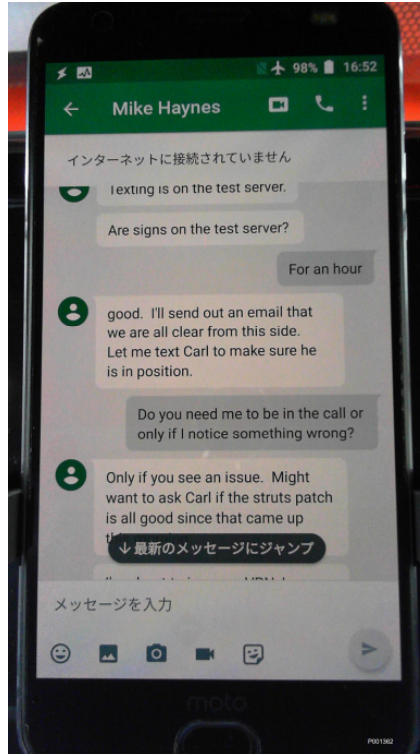 98% 16:52
Mike Haynes
インターネットに接続されていません
Texting is on the test server.
Are signs on the test server?
For an hour
good. I'll send out an email that
we are all clear from this side.
Let me text Carl to make sure he
is in position.
Do you need me to be in the call or
only if I notice something wrong?
Only if you see an issue. Might
want to ask Carl if the struts patch
is all good since that came up
↓最新のメッセージにジャンプ
メッセージを入力
moto
P001362